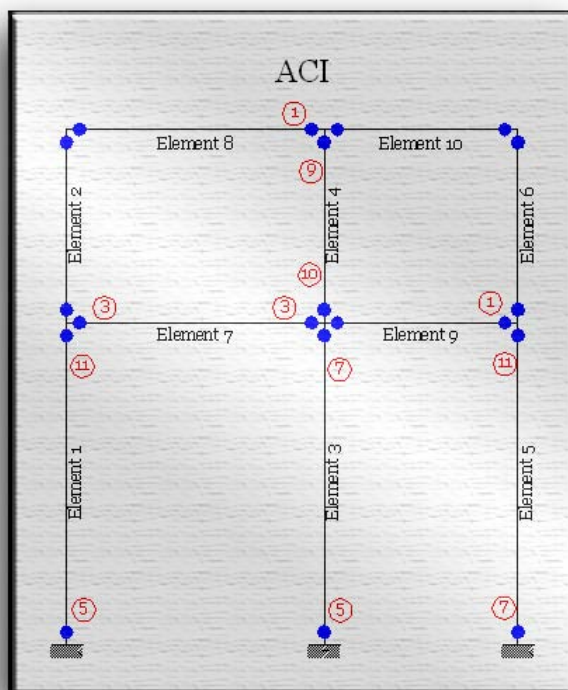 ACI
1
Element 8
Element 10
9
Element 2
Element 4
Element 6
10
3
3
1
Element 7
Element 9
11
7
11
Element 1
Element 3
Element 5
5
5
7